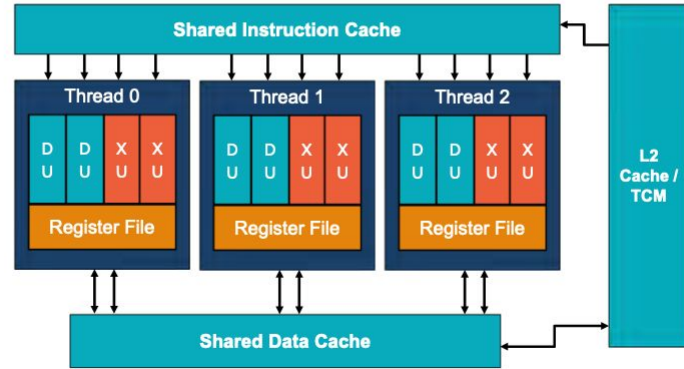 Shared Instruction Cache
Thread 0
Thread 1
Thread 2
D U
D U
X U
X U
D U
D U
X U
X U
D U
D U
X U
X U
Register File
Register File
Register File
L2
Cache /
TCM
Shared Data Cache